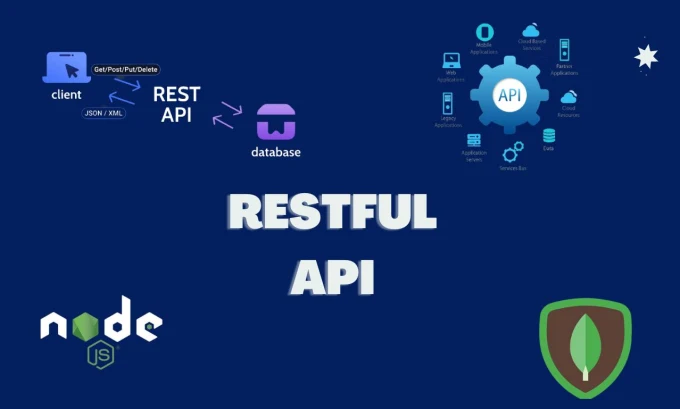 Get/Post/Put/Delete
client
JSON / XML
REST
API
database
Mobile
Applications
Cloud Based
Services
Web
Applications
Partner
Applications
API
Legacy
Applications
Cloud
Resources
Application
Servers
Data
Services Bus
RESTFUL
API
node
JS